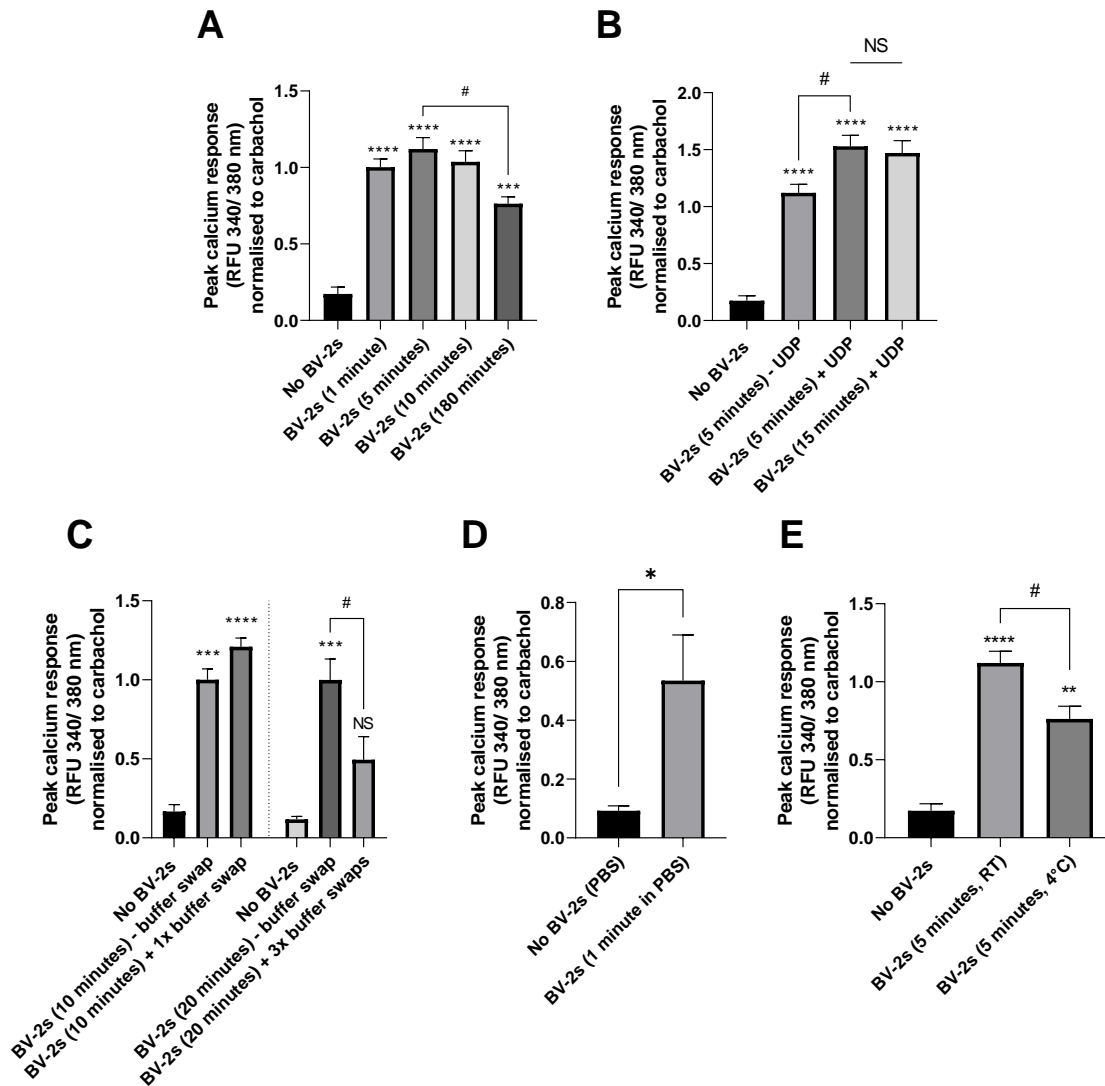 A
Peak calcium response
(RFU 340/ 380 nm)
normalised to carbachol
1.5
1.0
0.5
0.0
#
****
****
****
***
No BV-2s
BV-2s (1 minute)
BV-2s (5 minutes)
BV-2s (10 minutes)
BV-2s (180 minutes)
B
Peak calcium response
(RFU 340/ 380 nm)
normalised to carbachol
2.0
1.5
1.0
0.5
0.0
NS
#
****
****
****
No BV-2s
BV-2s (5 minutes) - UDP
BV-2s (5 minutes) + UDP
BV-2s (15 minutes) + UDP
C
Peak calcium response
(RFU 340/ 380 nm)
normalised to carbachol
1.5
1.0
0.5
0.0
***
****
#
***
NS
No BV-2s
BV-2s (10 minutes) - buffer swap
BV-2s (10 minutes) + 1x buffer swap
No BV-2s
BV-2s (20 minutes) - buffer swap
BV-2s (20 minutes) + 3x buffer swaps
D
Peak calcium response
(RFU 340/ 380 nm)
normalised to carbachol
0.8
0.6
0.4
0.2
0.0
*
No BV-2s (PBS)
BV-2s (1 minute in PBS)
E
Peak calcium response
(RFU 340/ 380 nm)
normalised to carbachol
1.5
1.0
0.5
0.0
#
****
**
No BV-2s
BV-2s (5 minutes, RT)
BV-2s (5 minutes, 4°C)